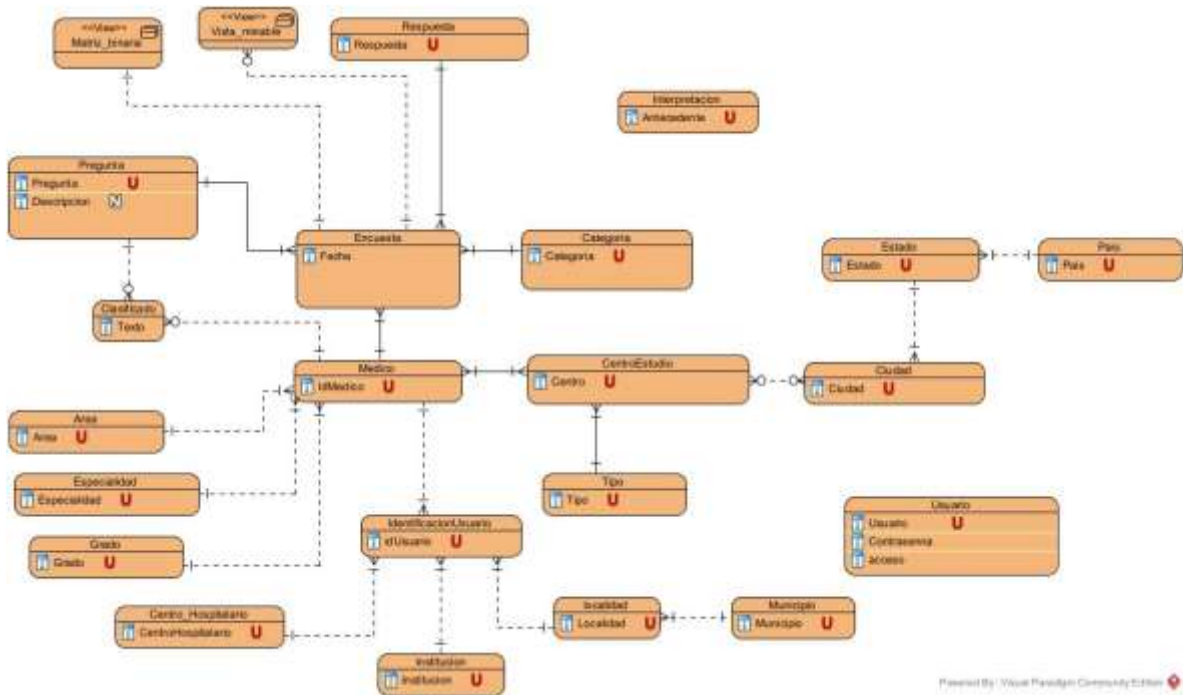 <<View>>
Matriz_binaria
<<View>>
Vista_minable
Respuesta
Respuesta U
Interpretacion
Antecedente U
Pregunta
Pregunta U
Descripcion N
Encuesta
Fecha
Categoria
Categoria U
Estado
Estado U
Pais
Pais U
Clasificado
Texto
Medico
idMedico U
CentroEstudio
Centro U
Ciudad
Ciudad U
Area
Area U
Especialidad
Especialidad U
Tipo
Tipo U
Usuario
Usuario U
Contrasenna
acceso
IdentificacionUsuario
idUsuario U
Grado
Grado U
Centro_Hospitalario
CentroHospitalario U
localidad
Localidad U
Municipio
Municipio U
Institucion
Institucion U
Powered By: Visual Paradigm Community Edition